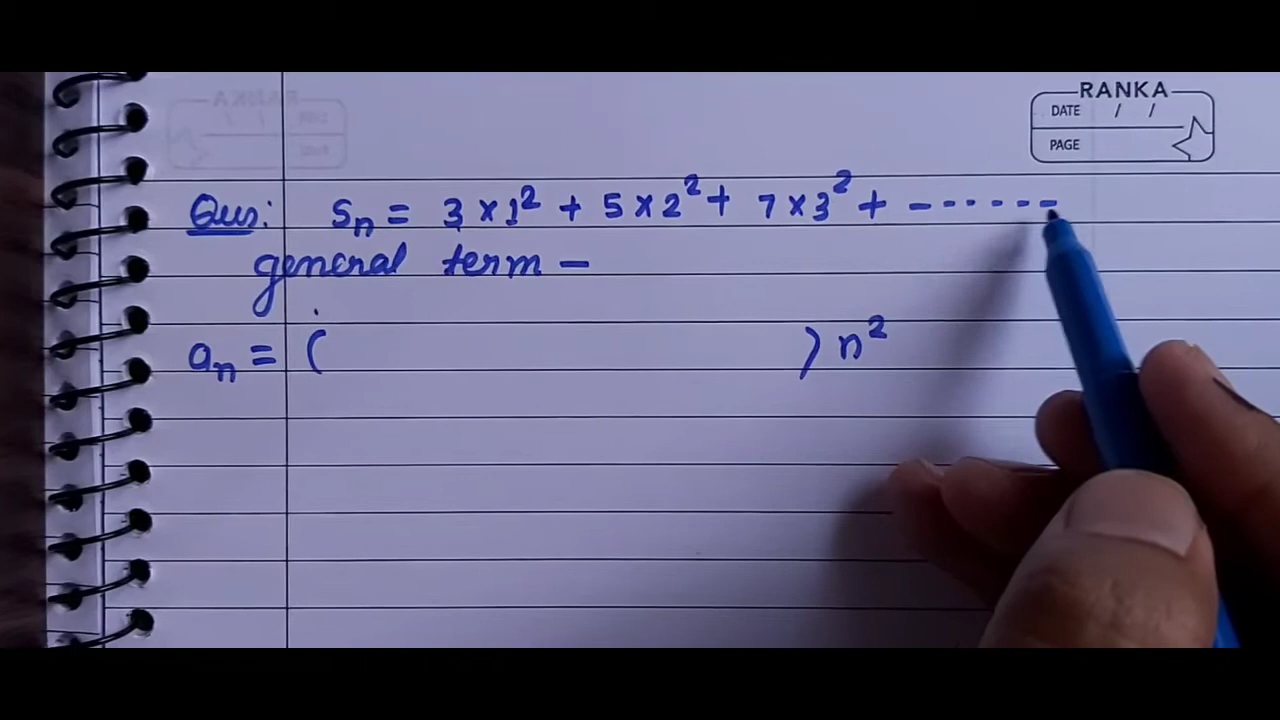 RANKA
DATE / /
PAGE
Qus: Sn = 3 × 1² + 5 × 2² + 7 × 3² + -------
general term -
an = ( ) n²